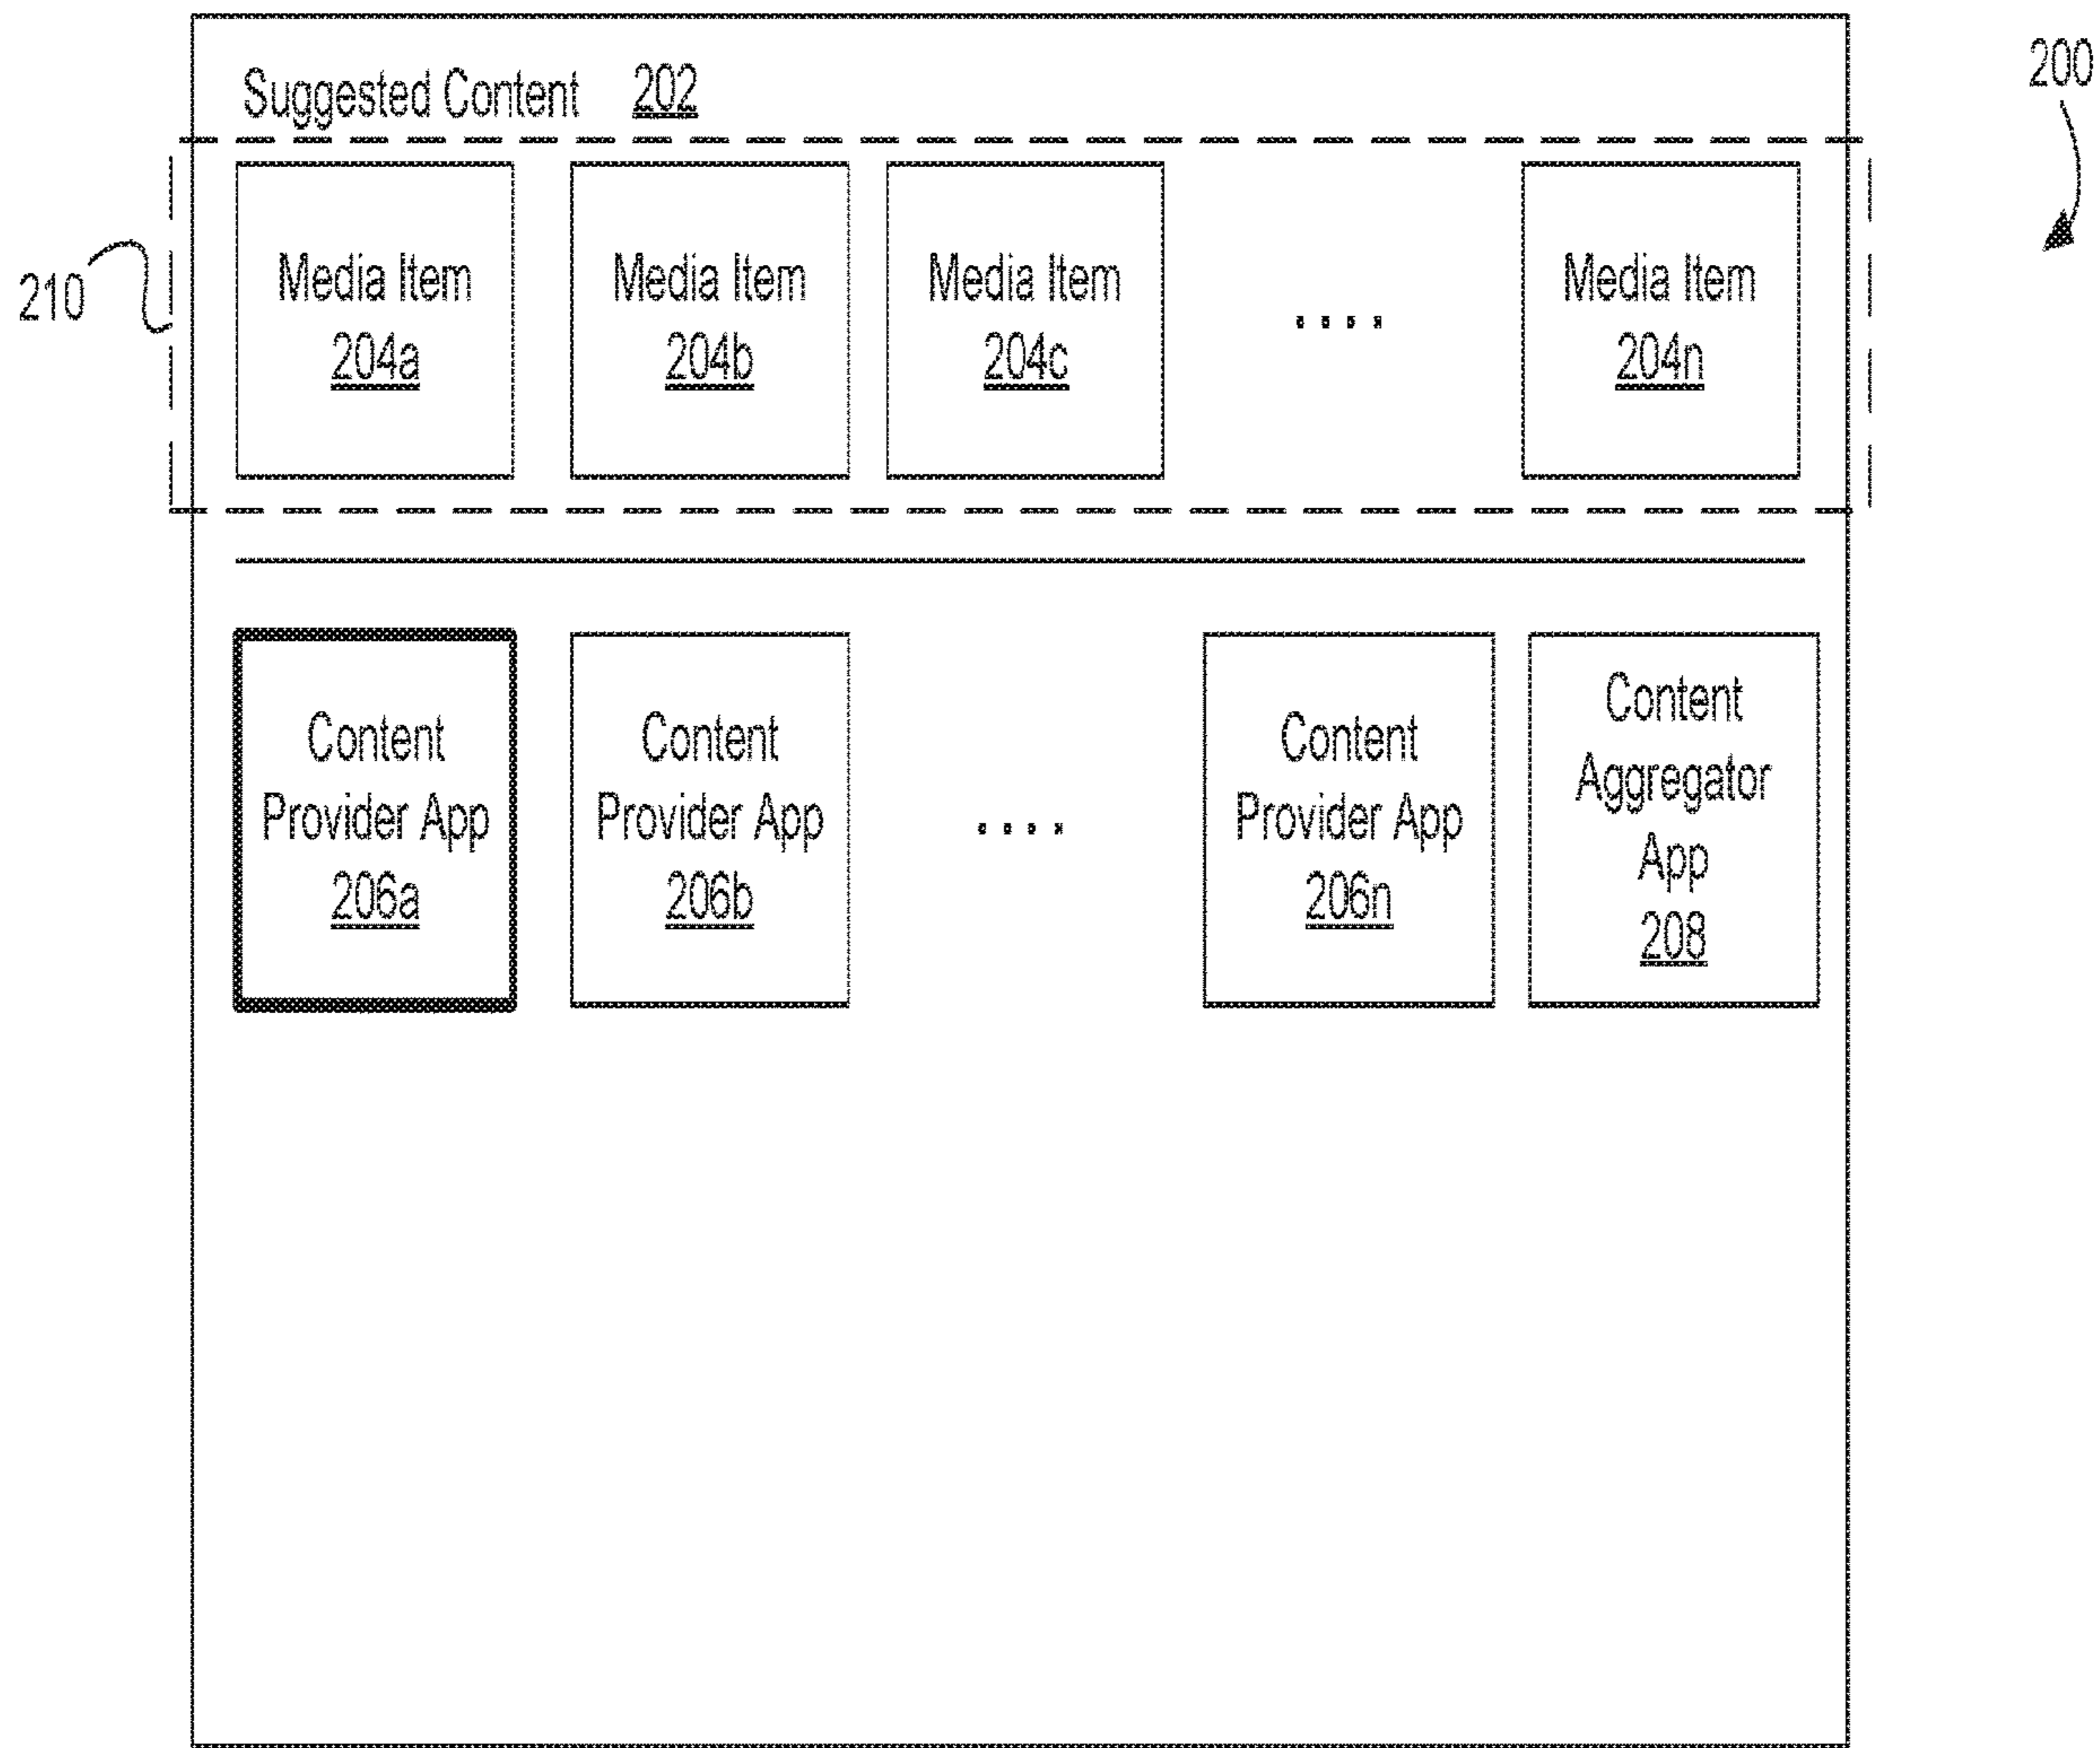 200
Suggested Content 202
210
Media Item
204a
Media Item
204b
Media Item
204c
....
Media Item
204n
Content
Provider App
206a
Content
Provider App
206b
....
Content
Provider App
206n
Content
Aggregator
App
208